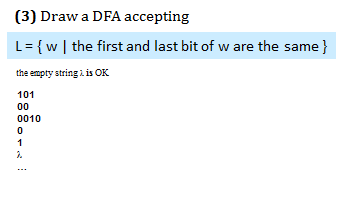 (3) Draw a DFA accepting
L = { w | the first and last bit of w are the same }
the empty string λ is OK
101
00
0010
0
1
λ
...